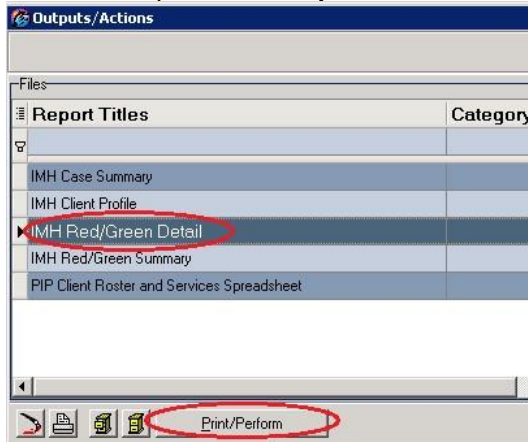 Outputs/Actions
Files
Report Titles Category
IMH Case Summary
IMH Client Profile
IMH Red/Green Detail
IMH Red/Green Summary
PIP Client Roster and Services Spreadsheet
Print/Perform